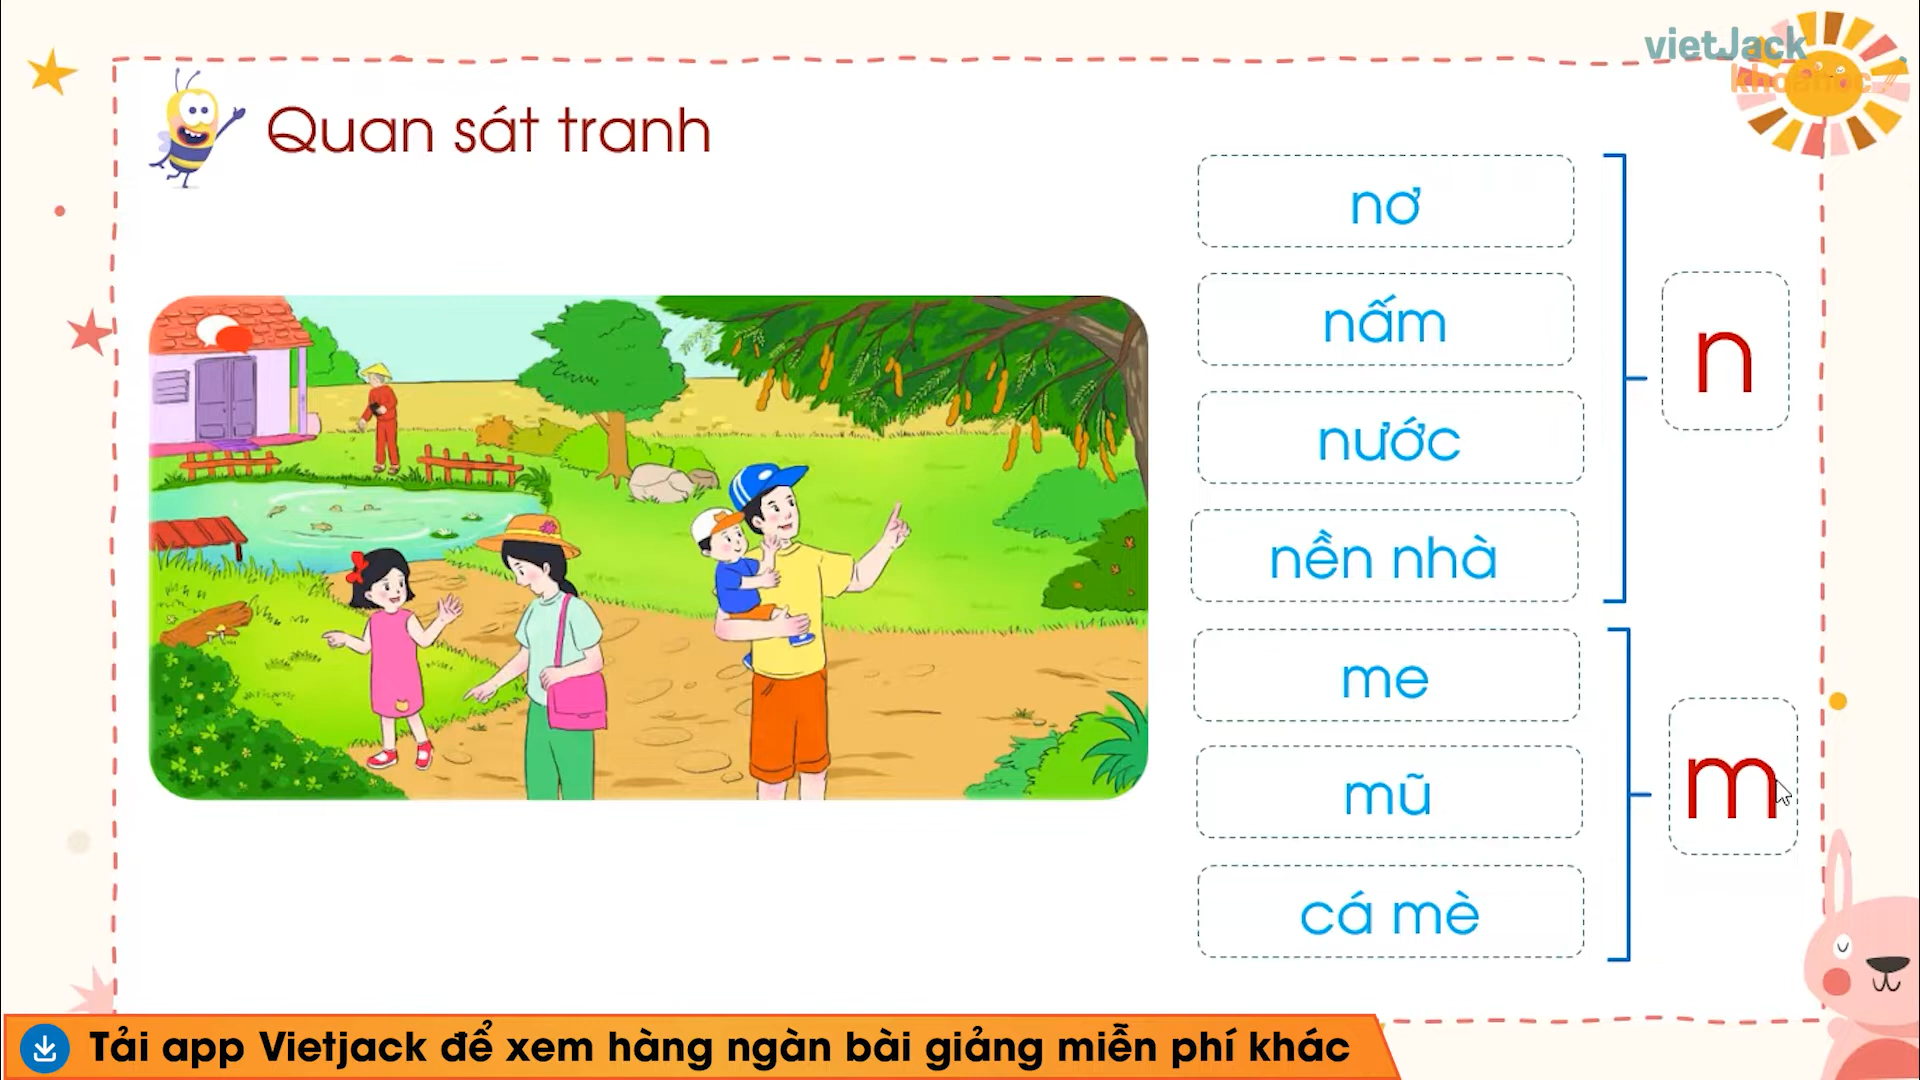 vietJack
khoahoc
Quan sát tranh
nơ
nấm
nước
nền nhà
n
me
mũ
cá mè
m
Tải app Vietjack để xem hàng ngàn bài giảng miễn phí khác